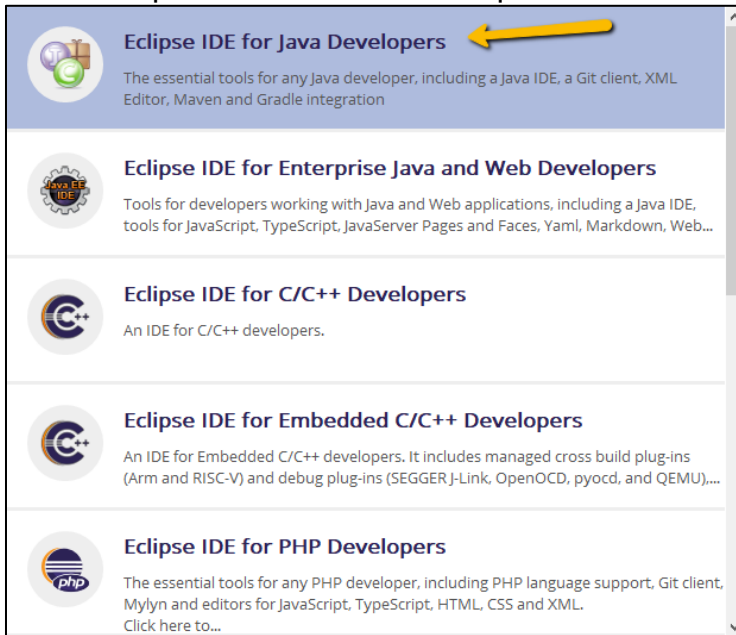 Eclipse IDE for Java Developers
The essential tools for any Java developer, including a Java IDE, a Git client, XML
Editor, Maven and Gradle integration
Eclipse IDE for Enterprise Java and Web Developers
Java EE
IDE
Tools for developers working with Java and Web applications, including a Java IDE,
tools for JavaScript, TypeScript, JavaServer Pages and Faces, Yaml, Markdown, Web...
Eclipse IDE for C/C++ Developers
C++
An IDE for C/C++ developers.
Eclipse IDE for Embedded C/C++ Developers
C++
An IDE for Embedded C/C++ developers. It includes managed cross build plug-ins
(Arm and RISC-V) and debug plug-ins (SEGGER J-Link, OpenOCD, pyocd, and QEMU),...
Eclipse IDE for PHP Developers
php
The essential tools for any PHP developer, including PHP language support, Git client,
Mylyn and editors for JavaScript, TypeScript, HTML, CSS and XML.
Click here to...